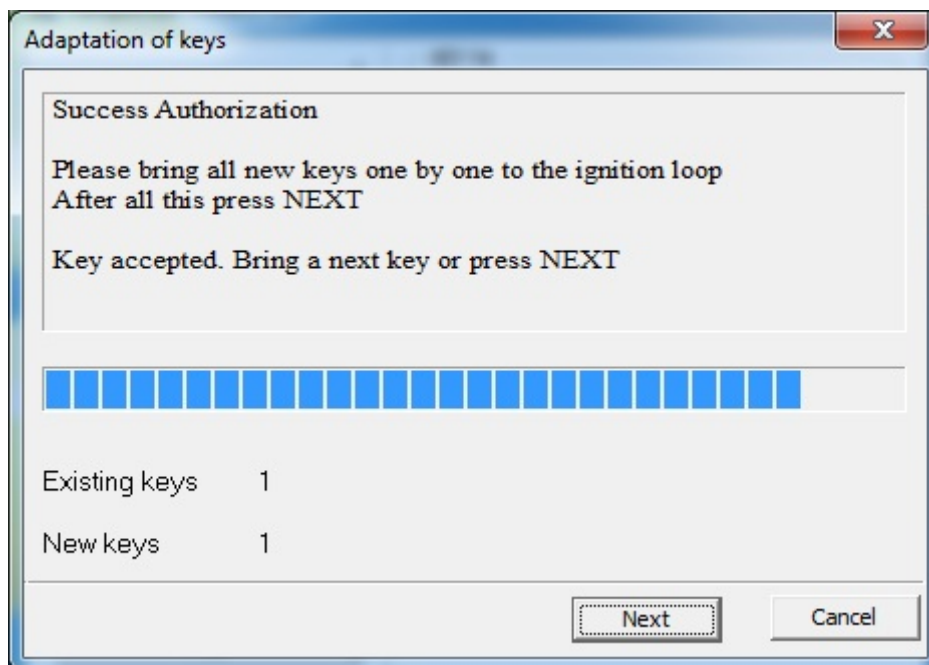 Adaptation of keys
Success Authorization
Please bring all new keys one by one to the ignition loop
After all this press NEXT
Key accepted. Bring a next key or press NEXT
Existing keys 1
New keys 1
Next Cancel